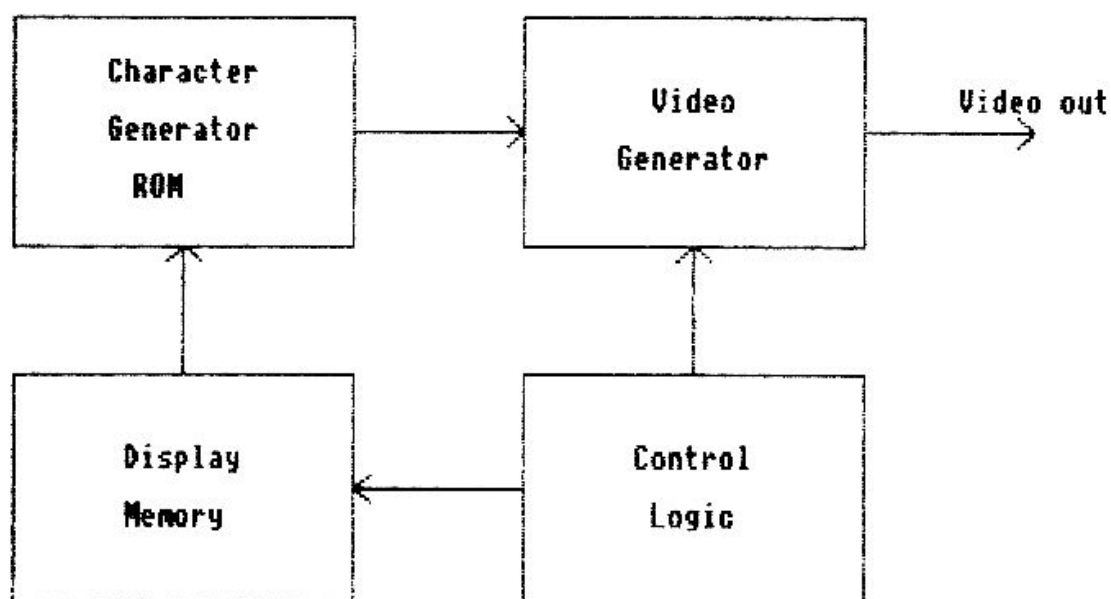 Character
Generator
ROM
Video
Generator
Video out
Display
Memory
Control
Logic